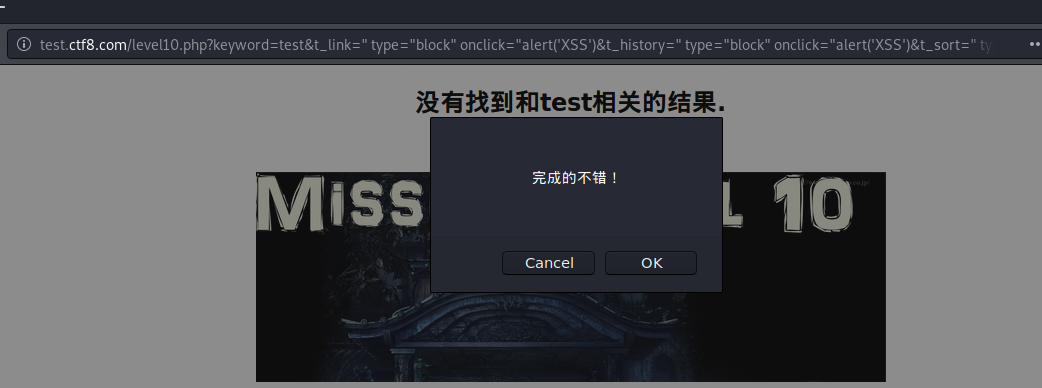 test.ctf8.com/level10.php?keyword=test&t_link=" type="block" onclick="alert('XSS')&t_history=" type="block" onclick="alert('XSS')&t_sort=" ty
没有找到和test相关的结果.
完成的不错！
Miss 10
Cancel OK